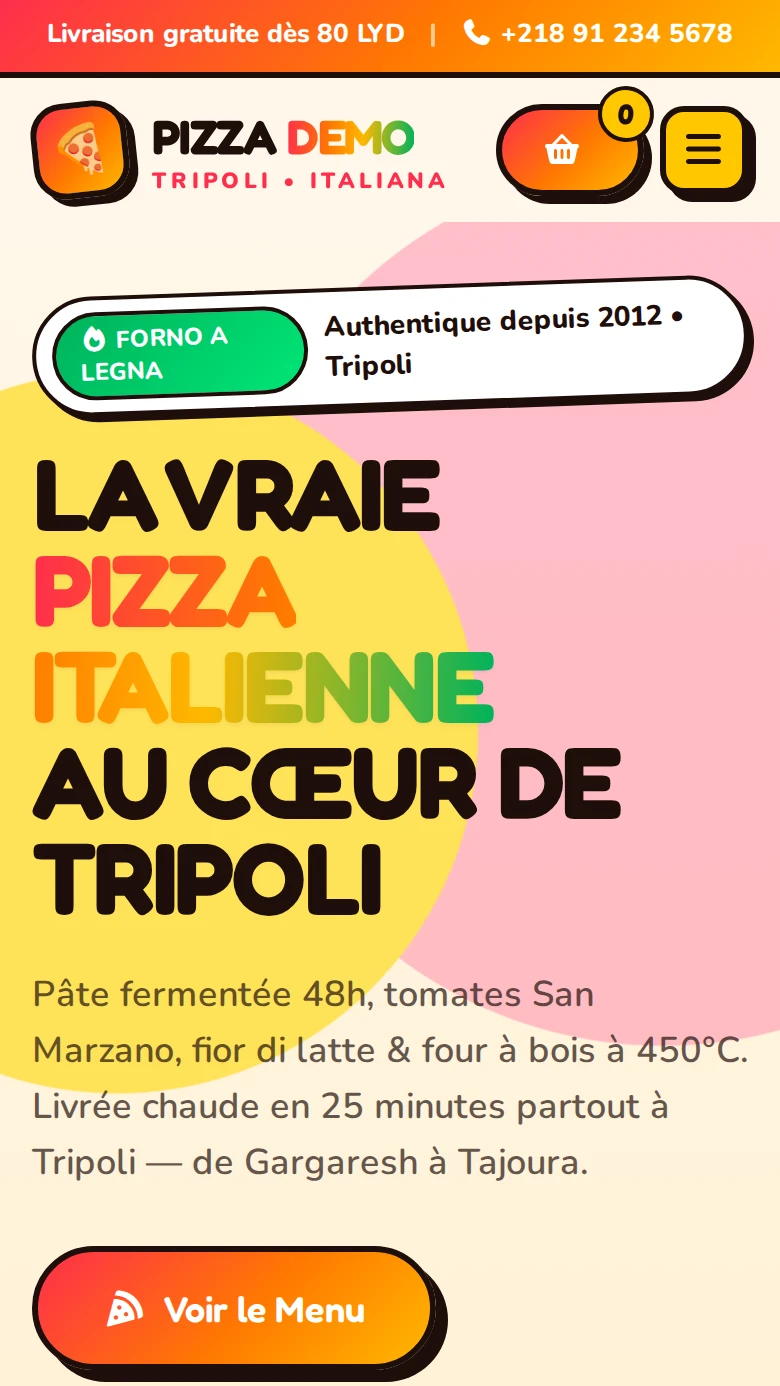 Livraison gratuite dès 80 LYD | +218 91 234 5678
0
PIZZA DEMO
TRIPOLI • ITALIANA
FORNO A
LEGNA
Authentique depuis 2012 •
Tripoli
LA VRAIE
PIZZA
ITALIENNE
AU CŒUR DE
TRIPOLI
Pâte fermentée 48h, tomates San
Marzano, fior di latte & four à bois à 450°C.
Livrée chaude en 25 minutes partout à
Tripoli — de Gargaresh à Tajoura.
Voir le Menu